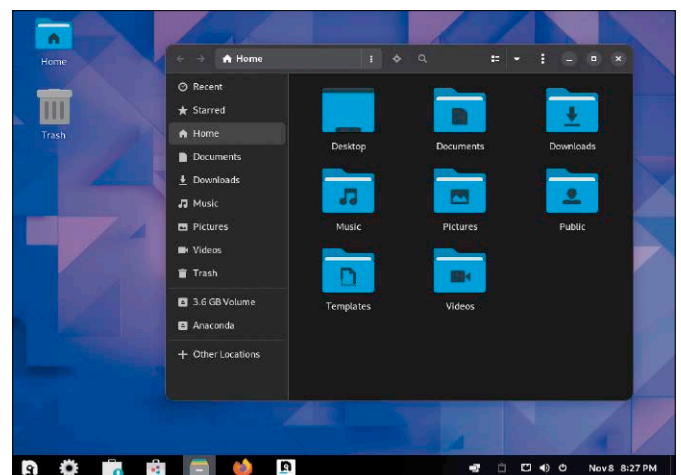 Home
Trash
Home
Recent
Starred
Home
Documents
Downloads
Music
Pictures
Videos
Trash
3.6 GB Volume
Anaconda
Other Locations
Desktop Documents Downloads
Music Pictures Public
Templates Videos
Nov 8 8:27 PM